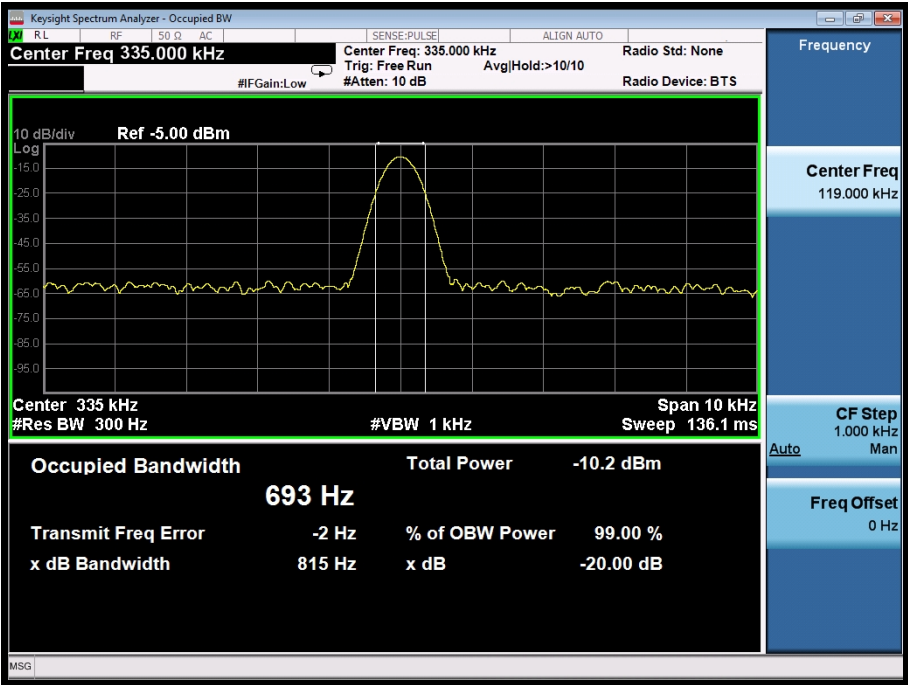 Keysight Spectrum Analyzer - Occupied BW
LXI RL RF 50 Ω AC SENSE:PULSE ALIGN AUTO
Center Freq 335.000 kHz
Center Freq: 335.000 kHz Radio Std: None
Trig: Free Run Avg|Hold:>10/10
#IFGain:Low #Atten: 10 dB Radio Device: BTS
10 dB/div Ref -5.00 dBm
Log
-15.0
-25.0
-35.0
-45.0
-55.0
-65.0
-75.0
-85.0
-95.0
Center 335 kHz Span 10 kHz
#Res BW 300 Hz #VBW 1 kHz Sweep 136.1 ms
Occupied Bandwidth Total Power -10.2 dBm
693 Hz
Transmit Freq Error -2 Hz % of OBW Power 99.00 %
x dB Bandwidth 815 Hz x dB -20.00 dB
MSG
Frequency
Center Freq
119.000 kHz
CF Step
1.000 kHz
Auto Man
Freq Offset
0 Hz